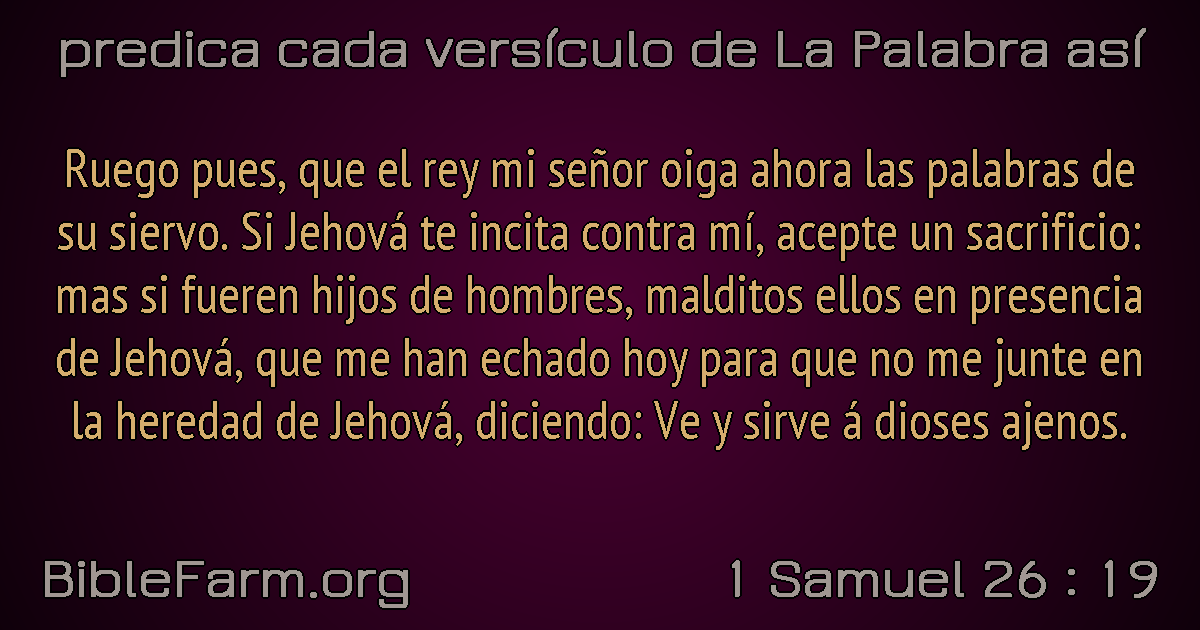 predica cada versículo de La Palabra así
Ruego pues, que el rey mi señor oiga ahora las palabras de
su siervo. Si Jehová te incita contra mí, acepte un sacrificio:
mas si fueren hijos de hombres, malditos ellos en presencia
de Jehová, que me han echado hoy para que no me junte en
la heredad de Jehová, diciendo: Ve y sirve á dioses ajenos.
BibleFarm.org
1 Samuel 26 : 19